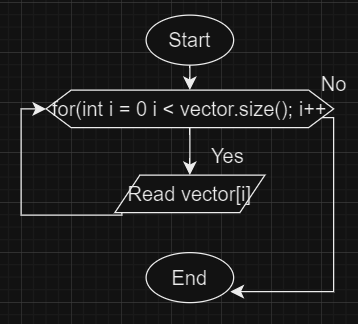 Start
No
for(int i = 0 i < vector.size(); i++
Yes
Read vector[i]
End